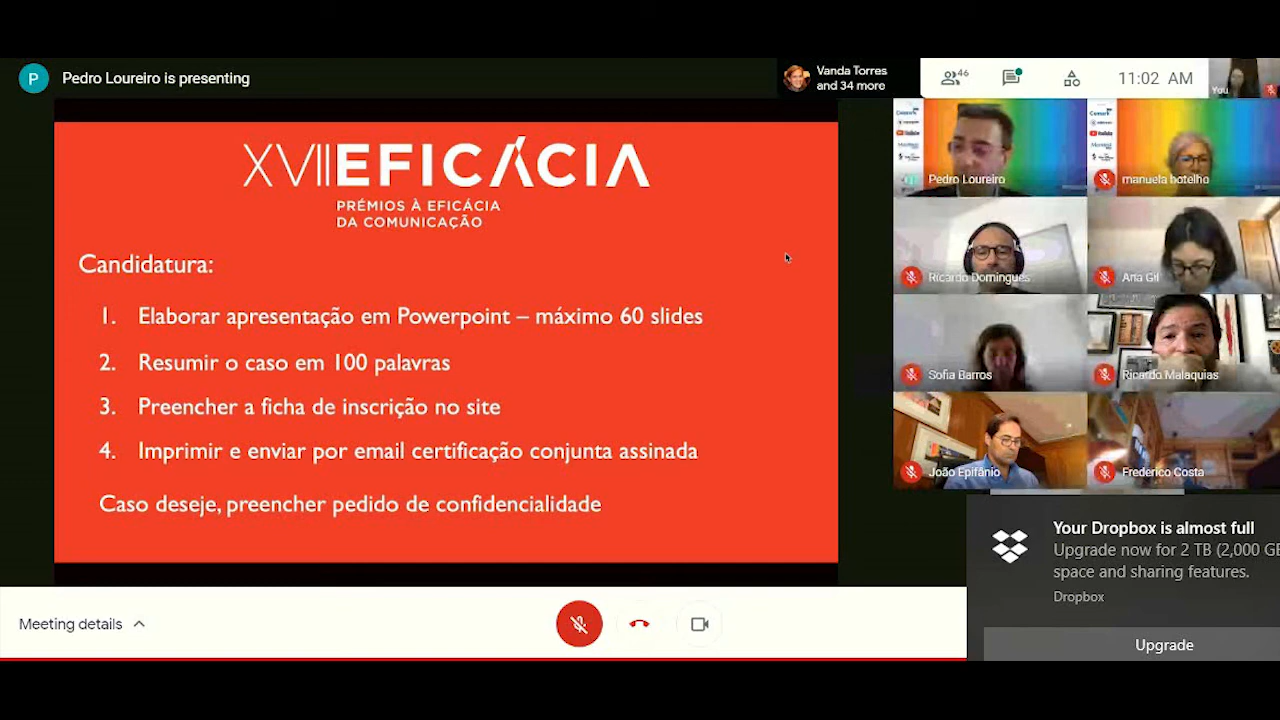 P
Pedro Loureiro is presenting
Vanda Torres
and 34 more
46
11:02 AM
You
XVIIEFICÁCIA
PRÉMIOS À EFICÁCIA
DA COMUNICAÇÃO
Candidatura:
1. Elaborar apresentação em Powerpoint – máximo 60 slides
2. Resumir o caso em 100 palavras
3. Preencher a ficha de inscrição no site
4. Imprimir e enviar por email certificação conjunta assinada
Caso deseje, preencher pedido de confidencialidade
Pedro Loureiro
manuela botelho
Ricardo Domingues
Ana Gil
Sofia Barros
Ricardo Malaquias
João Epifânio
Frederico Costa
Your Dropbox is almost full
Upgrade now for 2 TB (2,000 GE
space and sharing features.
Dropbox
Upgrade
Meeting details